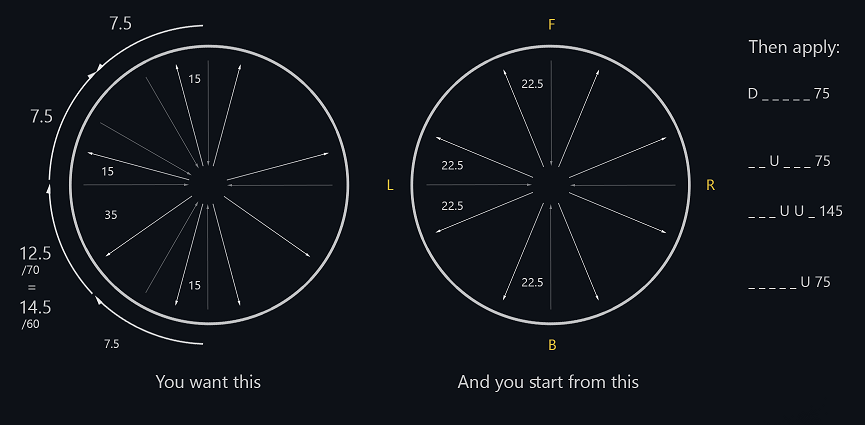 7.5
F
Then apply:
15
22.5
D _ _ _ _ _ 75
7.5
_ _ U _ _ _ 75
15
22.5
L
R
35
22.5
_ _ _ U U _ 145
12.5
/70
=
14.5
/60
15
22.5
_ _ _ _ _ U 75
7.5
B
You want this
And you start from this